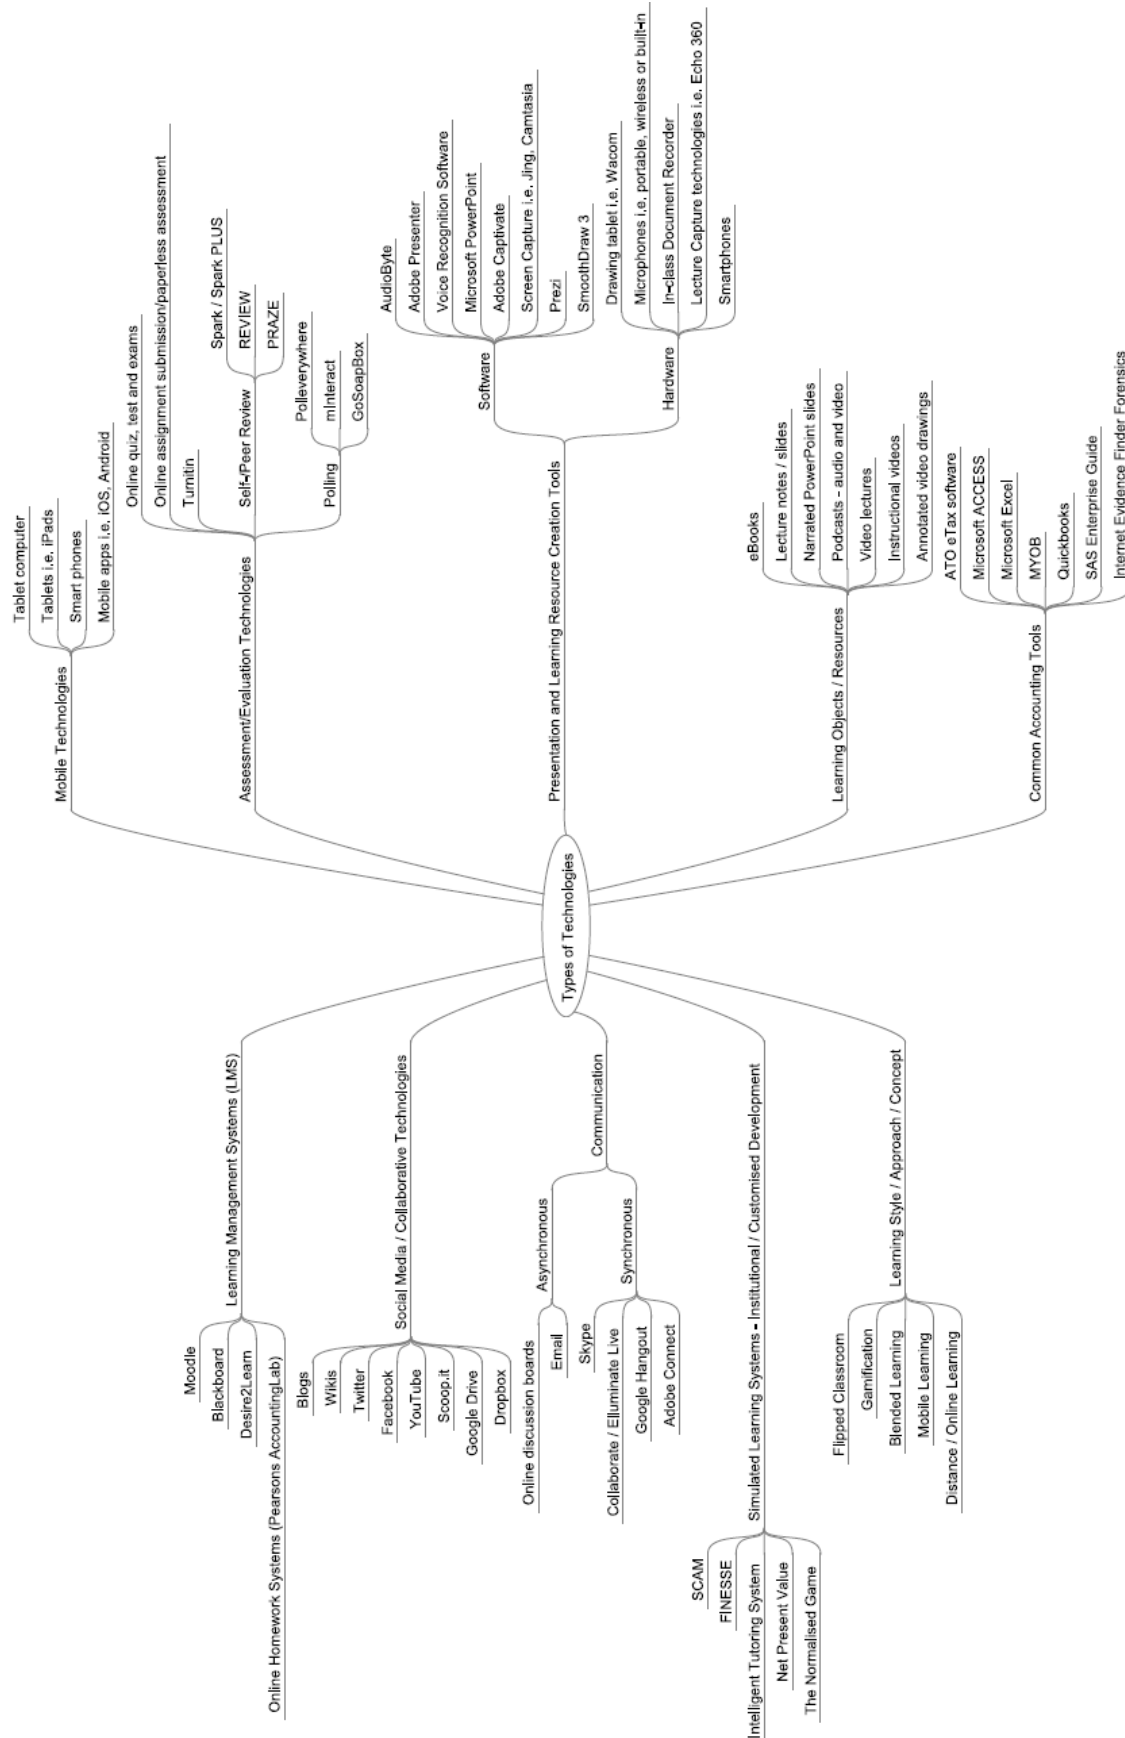 Types of Technologies
Learning Management Systems (LMS)
Moodle
Blackboard
Desire2Learn
Online Homework Systems (Pearsons AccountingLab)
Social Media / Collaborative Technologies
Blogs
Wikis
Twitter
Facebook
YouTube
Scoop.it
Google Drive
Dropbox
Communication
Asynchronous
Online discussion boards
Email
Synchronous
Skype
Collaborate / Elluminate Live
Google Hangout
Adobe Connect
Simulated Learning Systems - Institutional / Customised Development
SCAM
FINESSE
Intelligent Tutoring System
Net Present Value
The Normalised Game
Learning Style / Approach / Concept
Flipped Classroom
Gamification
Blended Learning
Mobile Learning
Distance / Online Learning
Mobile Technologies
Tablet computer
Tablets i.e. iPads
Smart phones
Mobile apps i.e. iOS, Android
Assessment/Evaluation Technologies
Online quiz, test and exams
Online assignment submission/paperless assessment
Turnitin
Self-/Peer Review
Spark / Spark PLUS
REVIEW
PRAZE
Polling
Polleverywhere
mInteract
GoSoapBox
Presentation and Learning Resource Creation Tools
Software
AudioByte
Adobe Presenter
Voice Recognition Software
Microsoft PowerPoint
Adobe Captivate
Screen Capture i.e. Jing, Camtasia
Prezi
SmoothDraw 3
Hardware
Drawing tablet i.e. Wacom
Microphones i.e. portable, wireless or built-in
In-class Document Recorder
Lecture Capture technologies i.e. Echo 360
Smartphones
Learning Objects / Resources
eBooks
Lecture notes / slides
Narrated PowerPoint slides
Podcasts - audio and video
Video lectures
Instructional videos
Annotated video drawings
Common Accounting Tools
ATO eTax software
Microsoft ACCESS
Microsoft Excel
MYOB
Quickbooks
SAS Enterprise Guide
Internet Evidence Finder Forensics